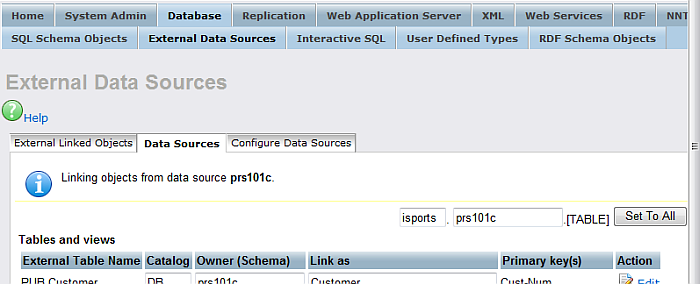 Home System Admin Database Replication Web Application Server XML Web Services RDF NNT
SQL Schema Objects External Data Sources Interactive SQL User Defined Types RDF Schema Objects
External Data Sources
? Help
External Linked Objects Data Sources Configure Data Sources
i Linking objects from data source prs101c.
isports . prs101c .[TABLE] Set To All
Tables and views
External Table Name Catalog Owner (Schema) Link as Primary key(s) Action
PUB.Customer DB prs101c Customer Cust-Num Edit